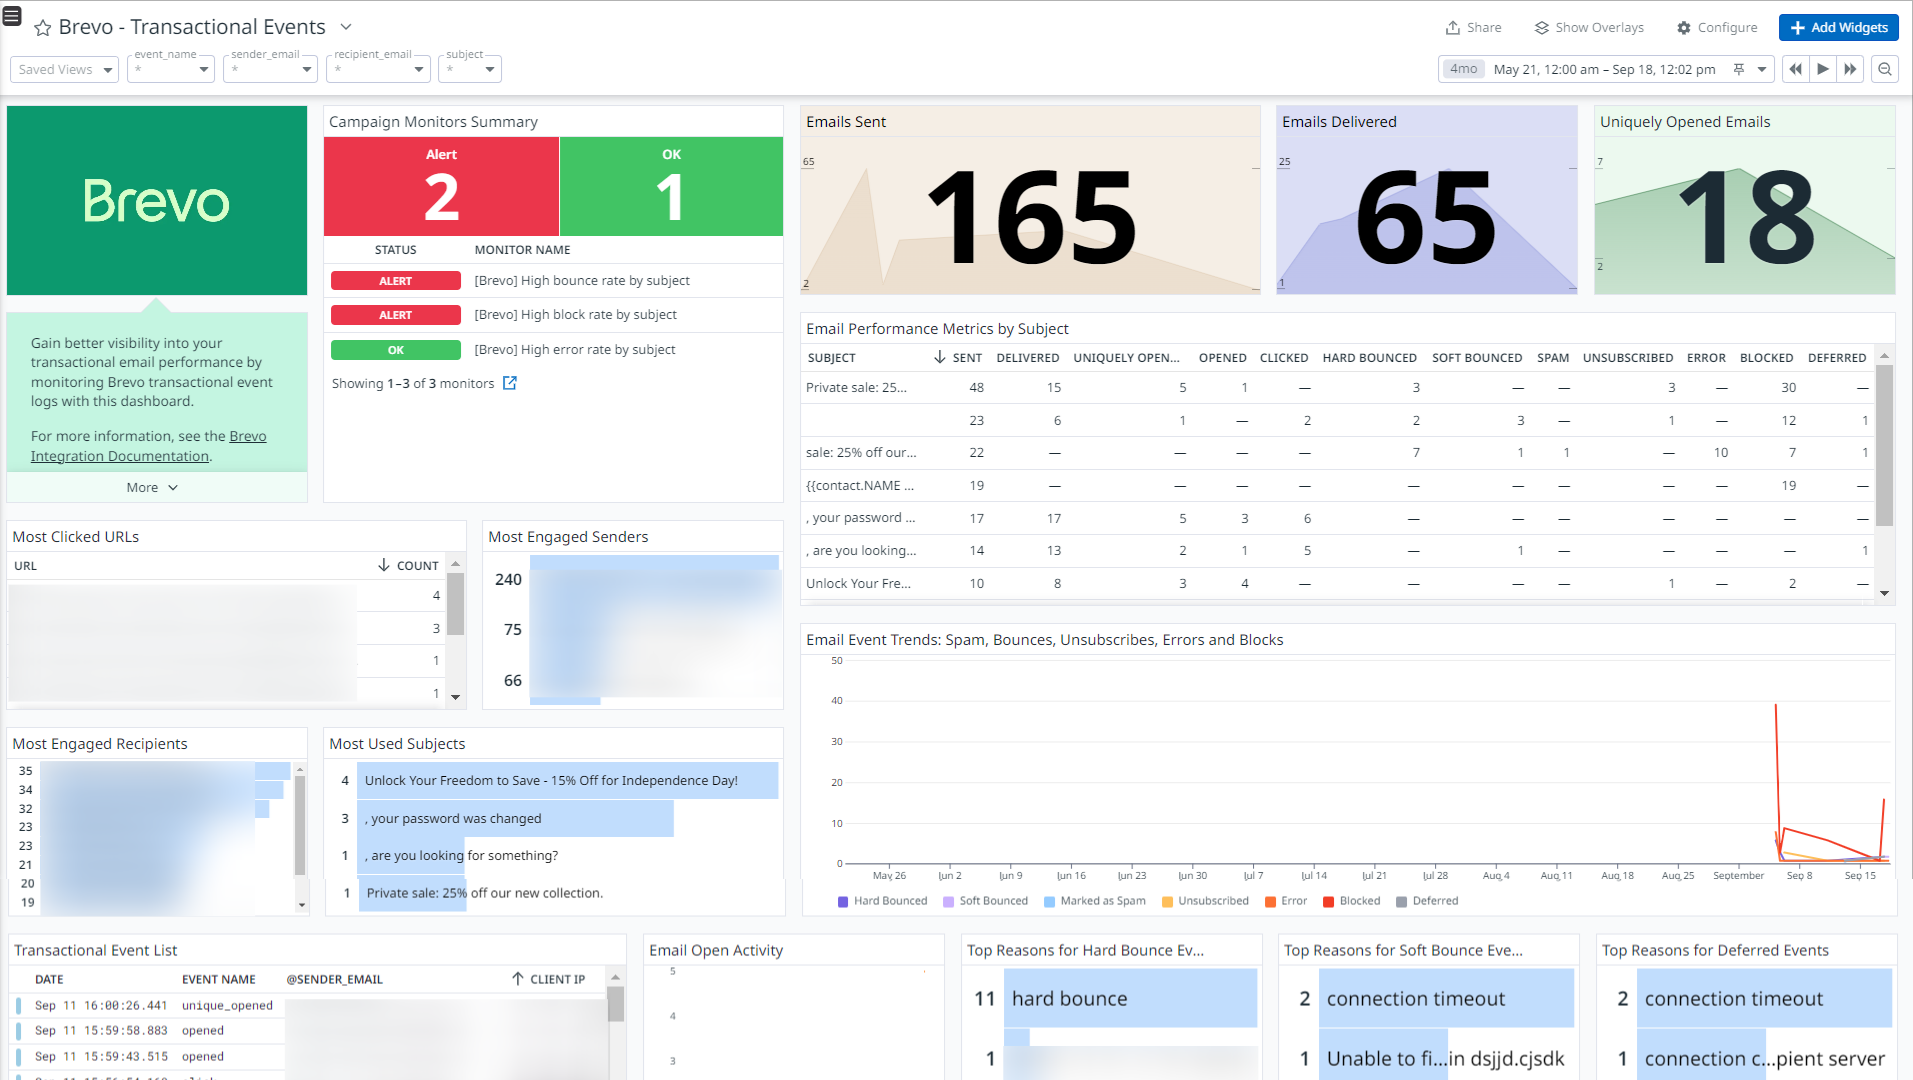 Brevo - Transactional Events
Share
Show Overlays
Configure
Add Widgets
Saved Views
event_name
*
sender_email
*
recipient_email
*
subject
*
4mo May 21, 12:00 am – Sep 18, 12:02 pm
Brevo
Gain better visibility into your
transactional email performance by
monitoring Brevo transactional event
logs with this dashboard.
For more information, see the Brevo
Integration Documentation.
More
Campaign Monitors Summary
Alert
2
OK
1
STATUS MONITOR NAME
ALERT [Brevo] High bounce rate by subject
ALERT [Brevo] High block rate by subject
OK [Brevo] High error rate by subject
Showing 1–3 of 3 monitors
Emails Sent
65
165
2
Emails Delivered
25
65
1
Uniquely Opened Emails
7
18
2
Email Performance Metrics by Subject
SUBJECT SENT DELIVERED UNIQUELY OPEN... OPENED CLICKED HARD BOUNCED SOFT BOUNCED SPAM UNSUBSCRIBED ERROR BLOCKED DEFERRED
Private sale: 25... 48 15 5 1 — 3 — — 3 — 30 —
23 6 1 — 2 2 3 — 1 — 12 1
sale: 25% off our... 22 — — — — 7 1 1 — 10 7 1
{{contact.NAME ... 19 — — — — — — — — — 19 —
, your password ... 17 17 5 3 6 — — — — — — —
, are you looking... 14 13 2 1 5 — 1 — — — — 1
Unlock Your Fre... 10 8 3 4 — — — — 1 — 2 —
Most Clicked URLs
URL COUNT
4
3
1
1
Most Engaged Senders
240
75
66
Email Event Trends: Spam, Bounces, Unsubscribes, Errors and Blocks
50
40
30
20
10
0
May 26 Jun 2 Jun 9 Jun 16 Jun 23 Jun 30 Jul 7 Jul 14 Jul 21 Jul 28 Aug 4 Aug 11 Aug 18 Aug 25 September Sep 8 Sep 15
Hard Bounced Soft Bounced Marked as Spam Unsubscribed Error Blocked Deferred
Most Engaged Recipients
35
34
32
23
23
21
20
19
Most Used Subjects
4 Unlock Your Freedom to Save - 15% Off for Independence Day!
3 , your password was changed
1 , are you looking for something?
1 Private sale: 25% off our new collection.
Transactional Event List
DATE EVENT NAME @SENDER_EMAIL CLIENT IP
Sep 11 16:00:26.441 unique_opened
Sep 11 15:59:58.883 opened
Sep 11 15:59:43.515 opened
Email Open Activity
5
4
3
Top Reasons for Hard Bounce Ev...
11 hard bounce
1
Top Reasons for Soft Bounce Eve...
2 connection timeout
1 Unable to fi...in dsjjd.cjsdk
Top Reasons for Deferred Events
2 connection timeout
1 connection c...pient server